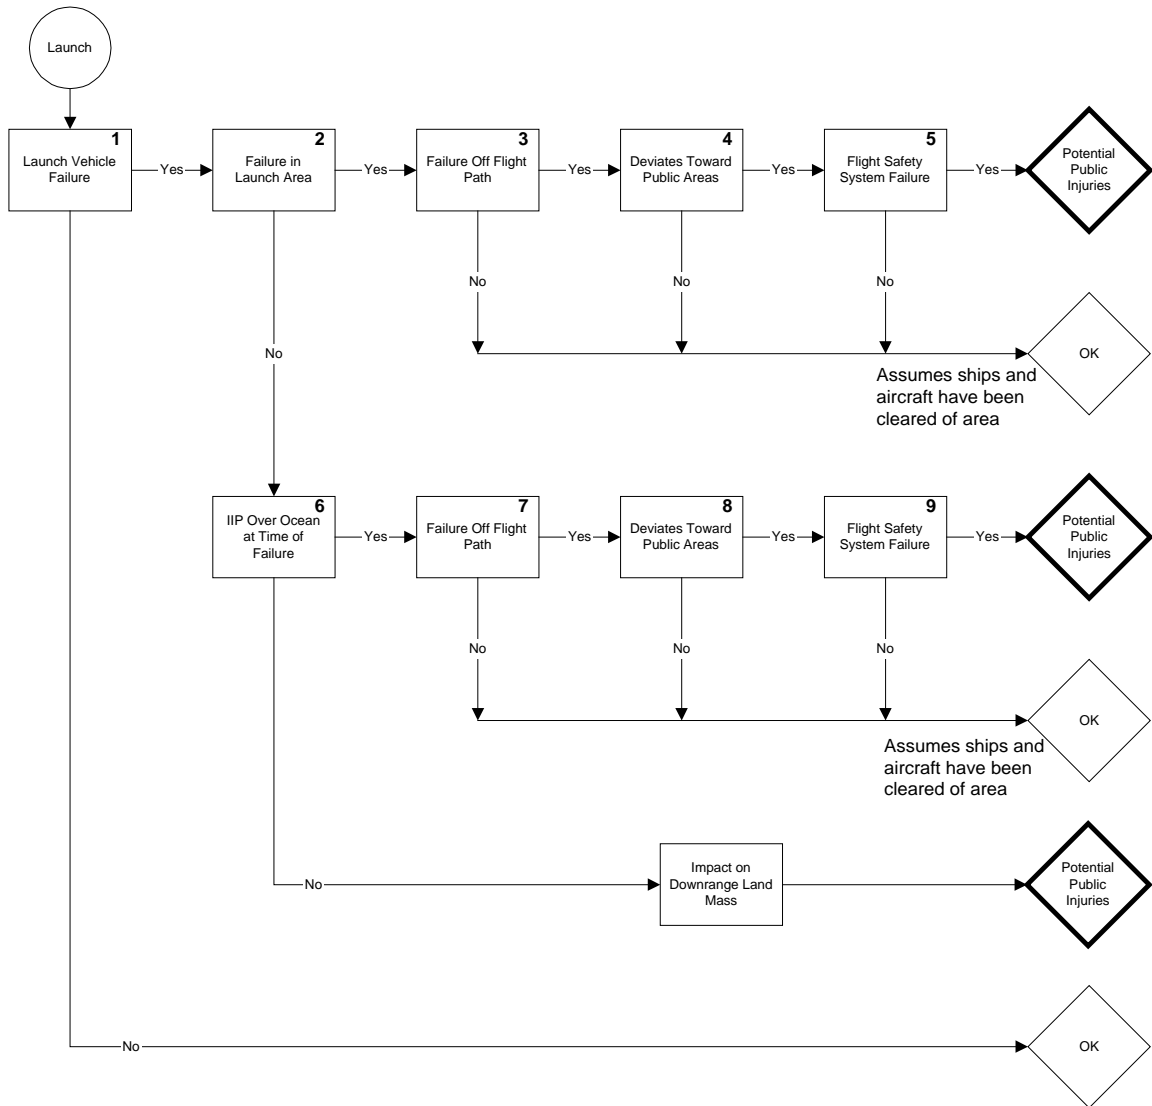 Launch
1
Launch Vehicle
Failure
Yes
2
Failure in
Launch Area
Yes
3
Failure Off Flight
Path
Yes
4
Deviates Toward
Public Areas
Yes
5
Flight Safety
System Failure
Yes
Potential
Public
Injuries
No
No
No
No
OK
Assumes ships and
aircraft have been
cleared of area
6
IIP Over Ocean
at Time of
Failure
Yes
7
Failure Off Flight
Path
Yes
8
Deviates Toward
Public Areas
Yes
9
Flight Safety
System Failure
Yes
Potential
Public
Injuries
No
No
No
OK
Assumes ships and
aircraft have been
cleared of area
No
Impact on
Downrange Land
Mass
Potential
Public
Injuries
No
OK